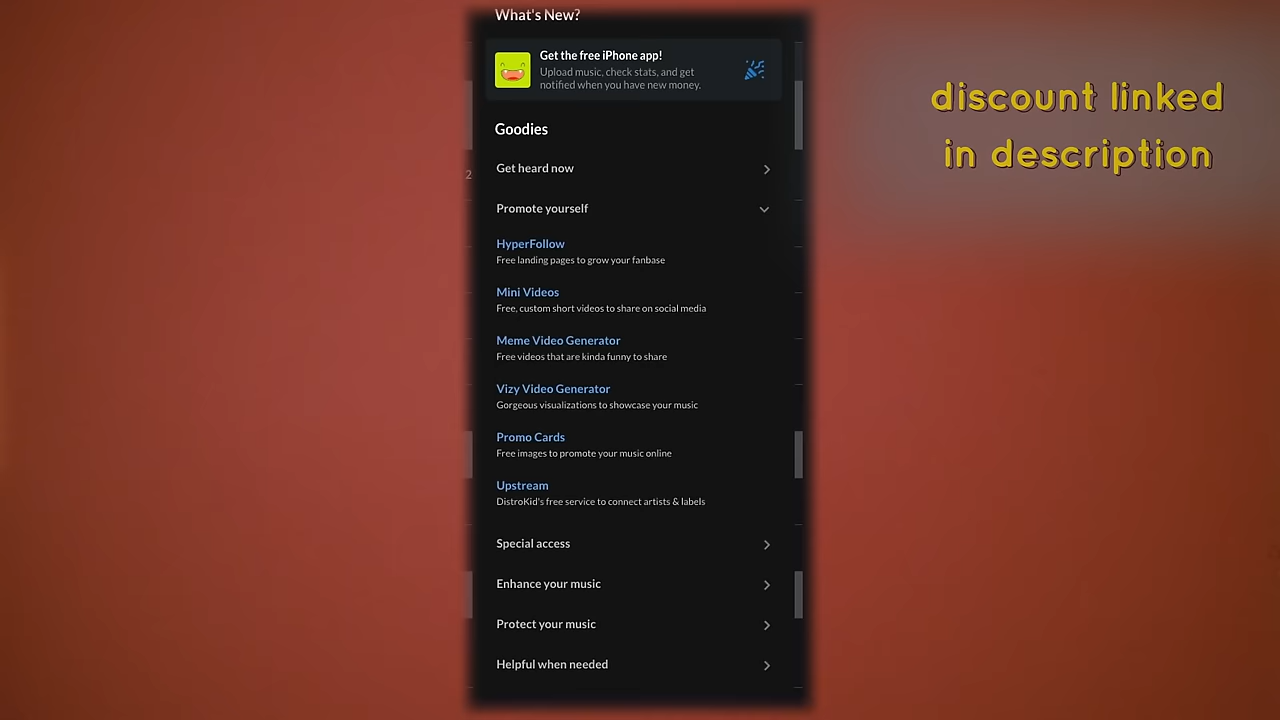 What's New?
Get the free iPhone app!
Upload music, check stats, and get
notified when you have new money.
discount linked
in description
Goodies
2
Get heard now
Promote yourself
HyperFollow
Free landing pages to grow your fanbase
Mini Videos
Free, custom short videos to share on social media
Meme Video Generator
Free videos that are kinda funny to share
Vizy Video Generator
Gorgeous visualizations to showcase your music
Promo Cards
Free images to promote your music online
Upstream
DistroKid's free service to connect artists & labels
Special access
Enhance your music
Protect your music
Helpful when needed